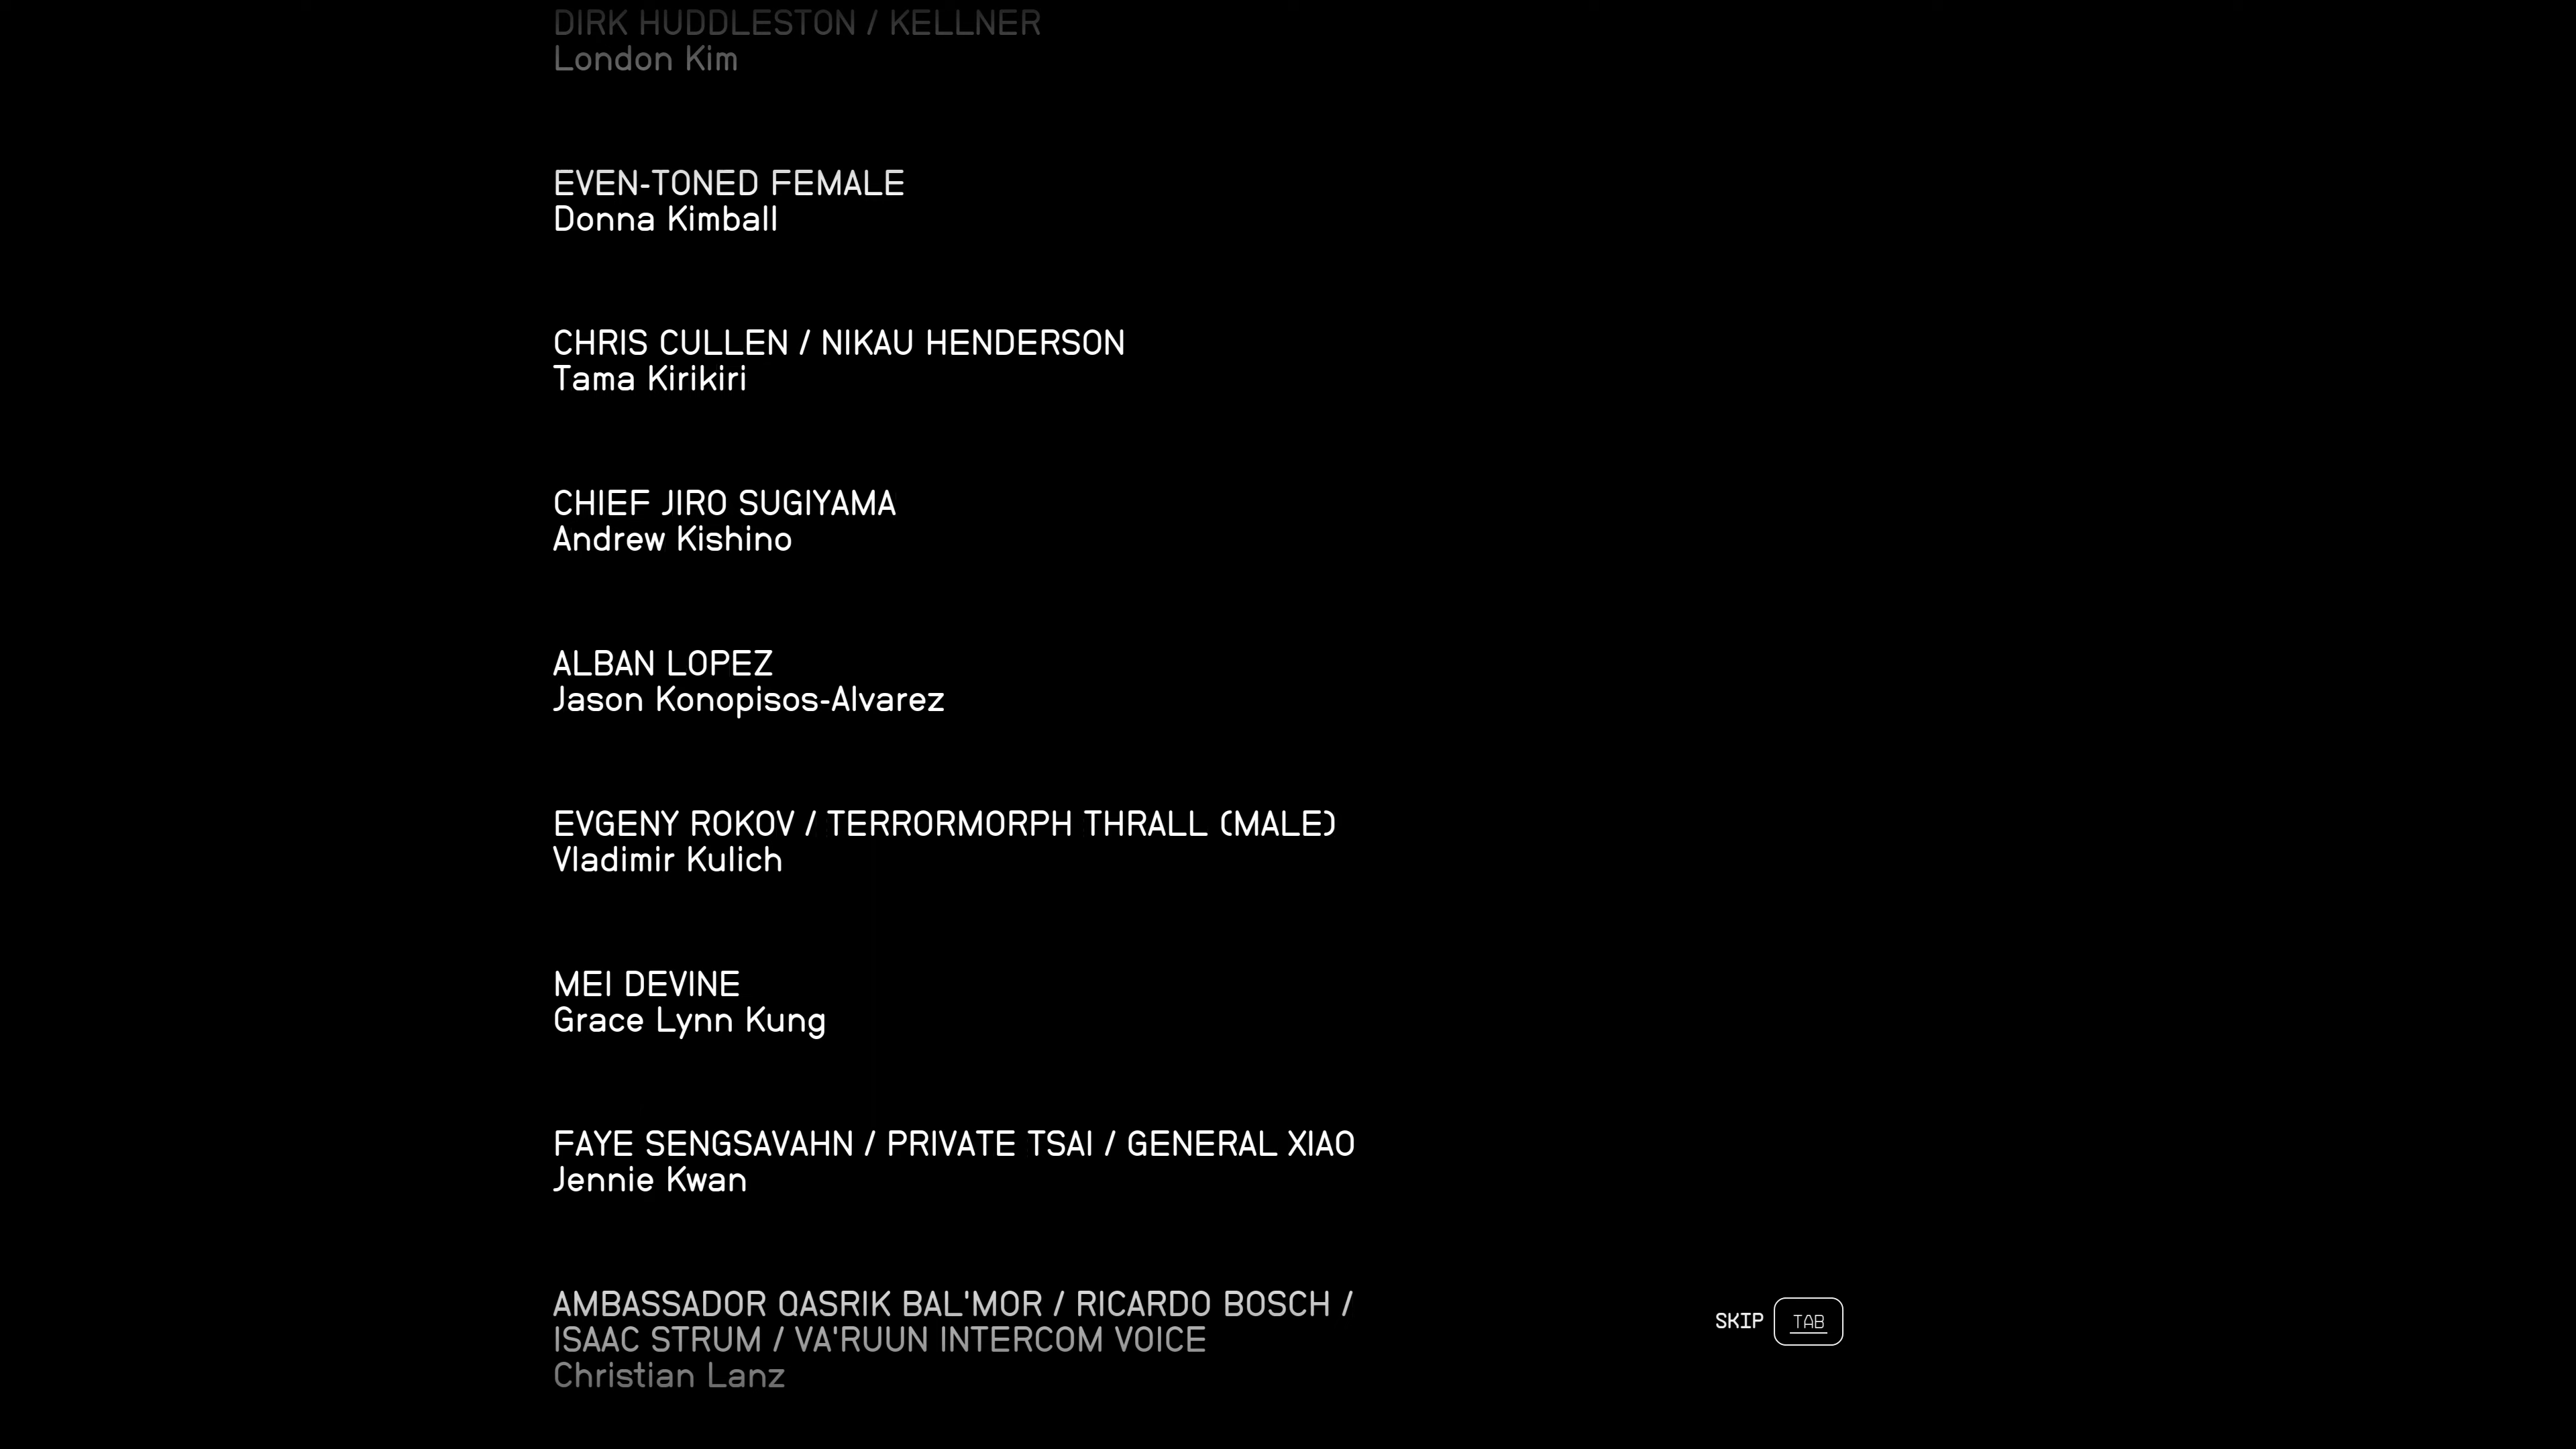 DIRK HUDDLESTON / KELLNER
London Kim
EVEN-TONED FEMALE
Donna Kimball
CHRIS CULLEN / NIKAU HENDERSON
Tama Kirikiri
CHIEF JIRO SUGIYAMA
Andrew Kishino
ALBAN LOPEZ
Jason Konopisos-Alvarez
EVGENY ROKOV / TERRORMORPH THRALL (MALE)
Vladimir Kulich
MEI DEVINE
Grace Lynn Kung
FAYE SENGSAVAHN / PRIVATE TSAI / GENERAL XIAO
Jennie Kwan
AMBASSADOR QASRIK BAL'MOR / RICARDO BOSCH /
ISAAC STRUM / VA'RUUN INTERCOM VOICE
Christian Lanz
SKIP TAB